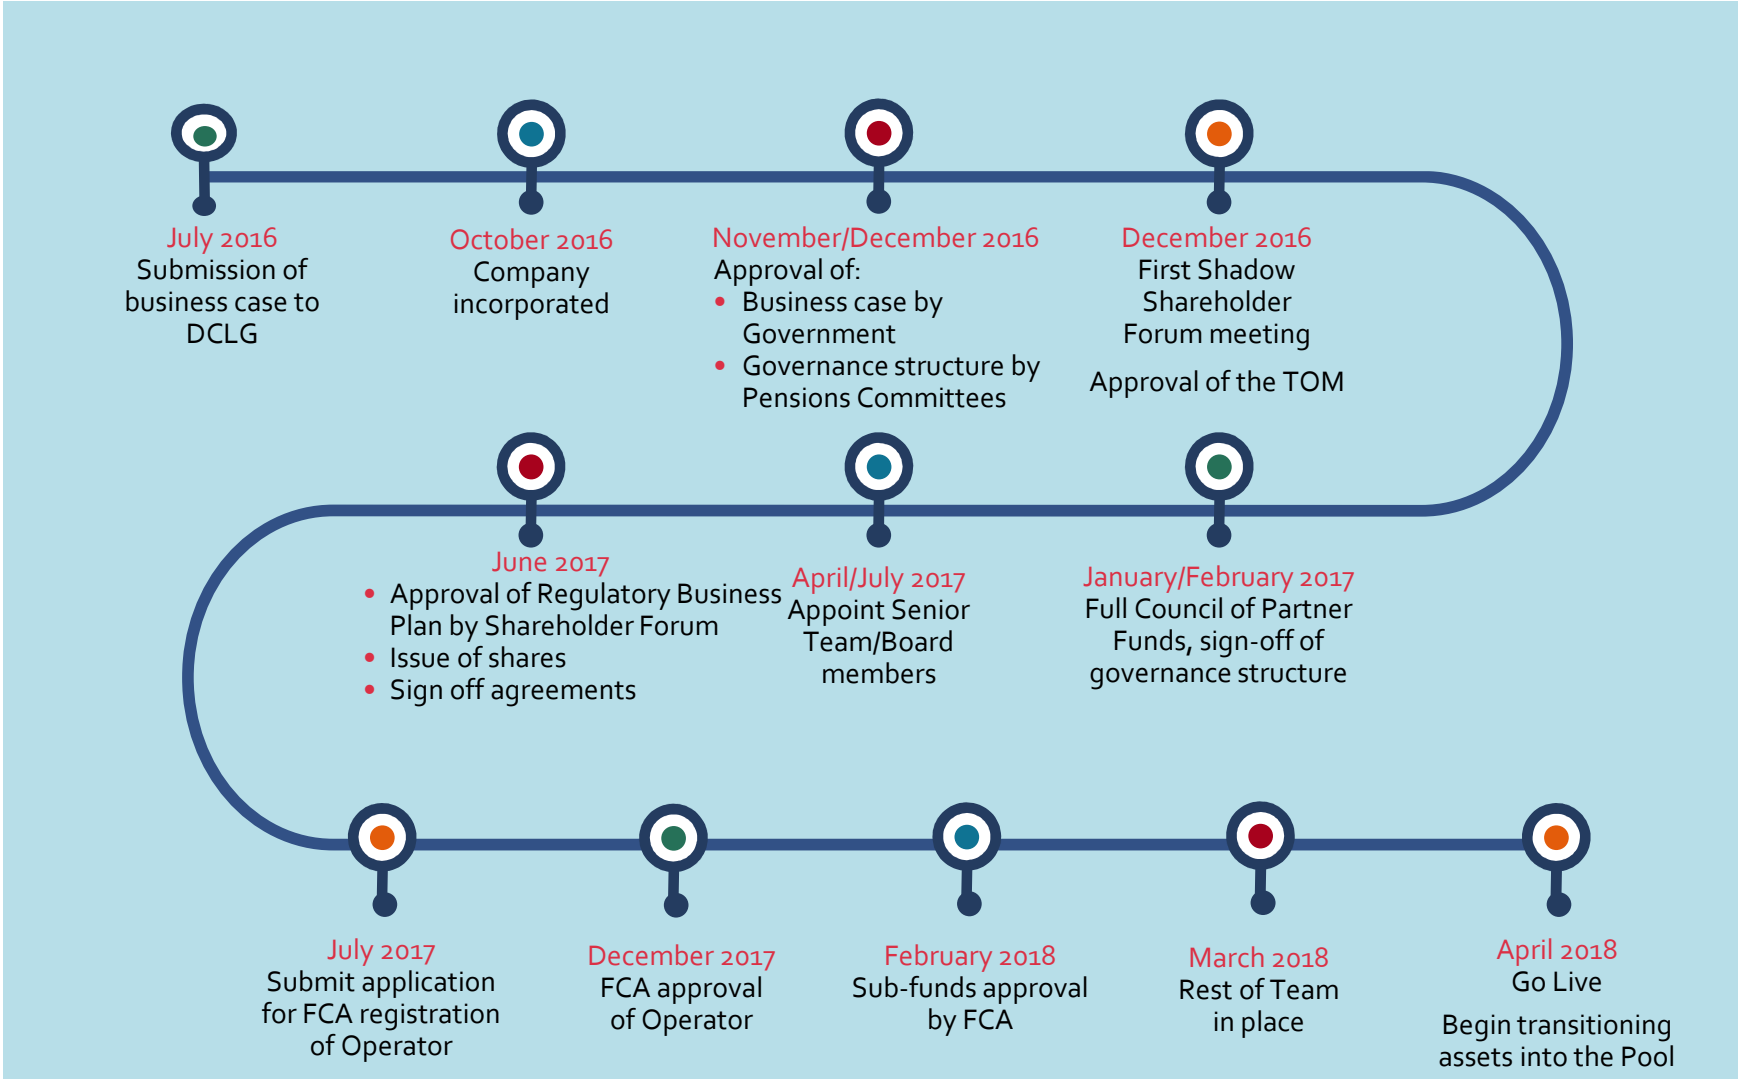 July 2016
Submission of
business case to
DCLG
October 2016
Company
incorporated
November/December 2016
Approval of:
• Business case by
Government
• Governance structure by
Pensions Committees
December 2016
First Shadow
Shareholder
Forum meeting
Approval of the TOM
January/February 2017
Full Council of Partner
Funds, sign-off of
governance structure
April/July 2017
Appoint Senior
Team/Board
members
June 2017
• Approval of Regulatory Business
Plan by Shareholder Forum
• Issue of shares
• Sign off agreements
July 2017
Submit application
for FCA registration
of Operator
December 2017
FCA approval
of Operator
February 2018
Sub-funds approval
by FCA
March 2018
Rest of Team
in place
April 2018
Go Live
Begin transitioning
assets into the Pool